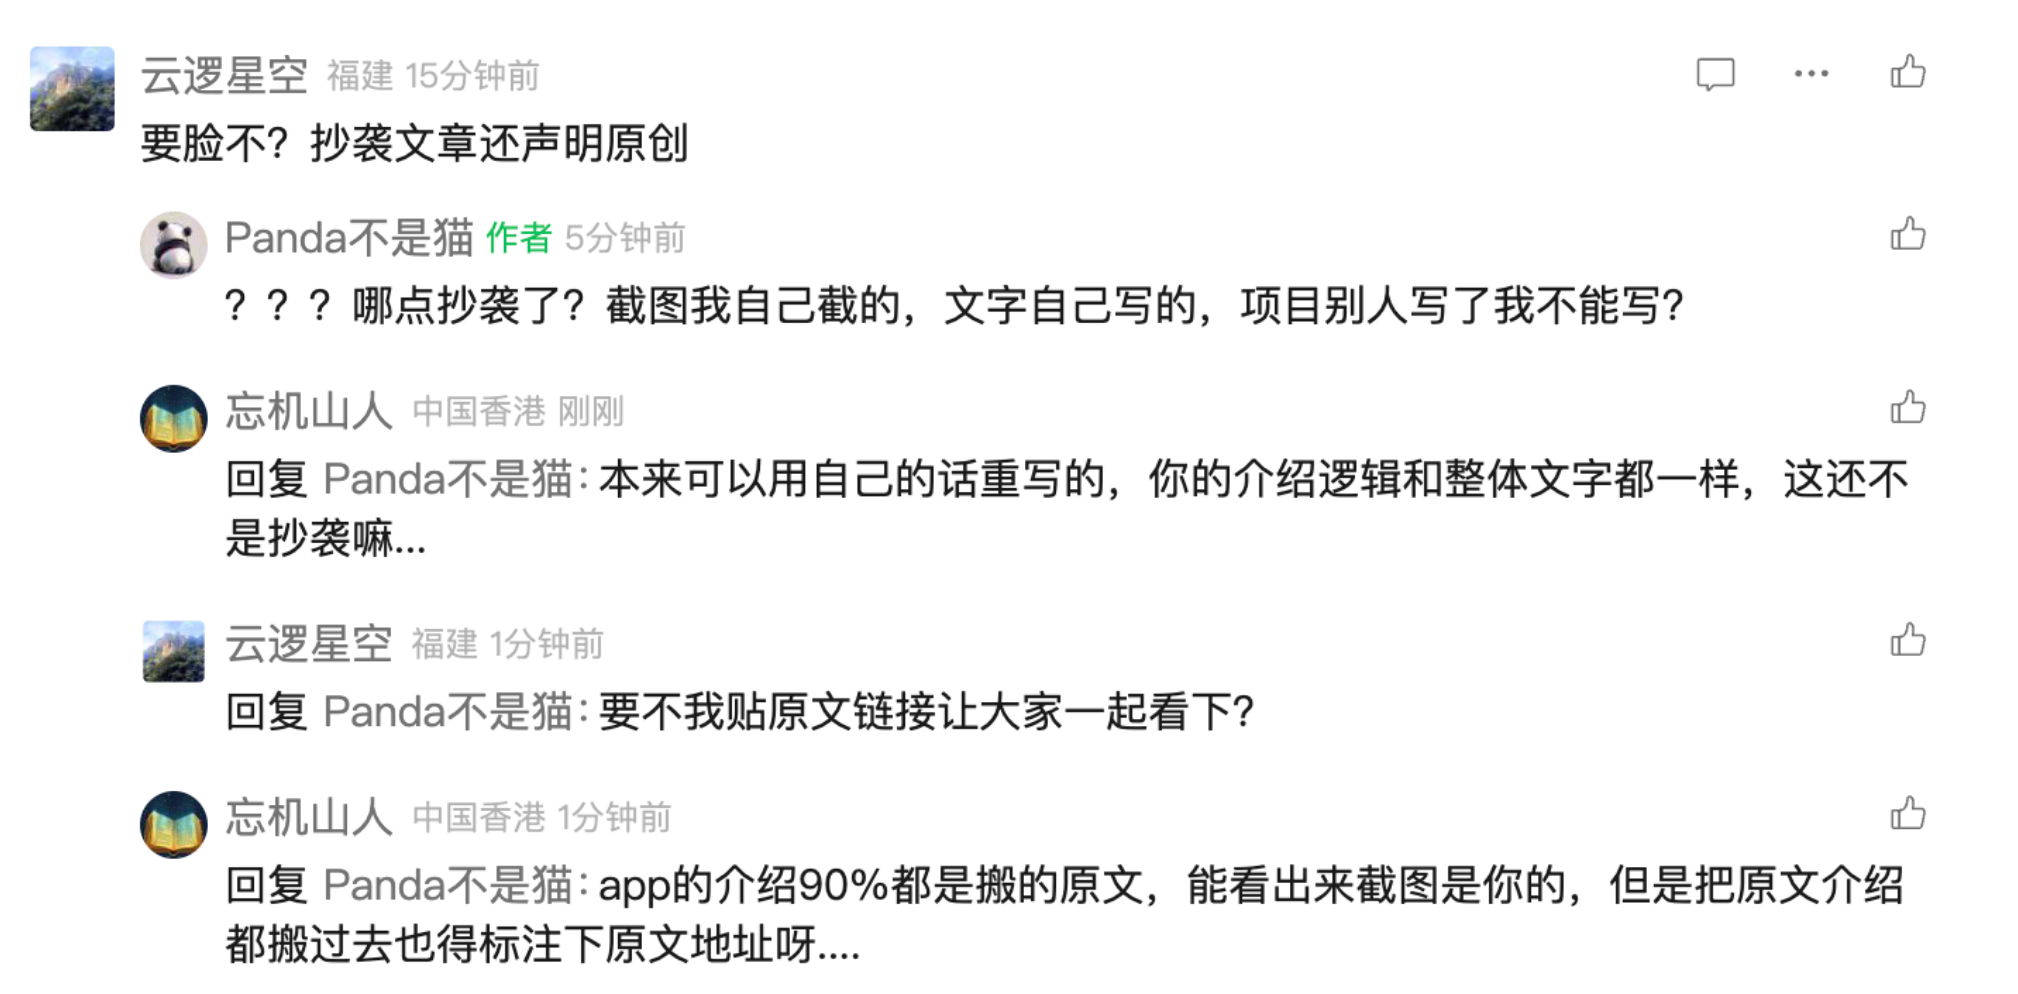 云逻星空 福建 15分钟前
要脸不？抄袭文章还声明原创
Panda不是猫 作者 5分钟前
？？？哪点抄袭了？截图我自己截的，文字自己写的，项目别人写了我不能写？
忘机山人 中国香港 刚刚
回复 Panda不是猫：本来可以用自己的话重写的，你的介绍逻辑和整体文字都一样，这还不
是抄袭嘛...
云逻星空 福建 1分钟前
回复 Panda不是猫：要不我贴原文链接让大家一起看下？
忘机山人 中国香港 1分钟前
回复 Panda不是猫：app的介绍90%都是搬的原文，能看出来截图是你的，但是把原文介绍
都搬过去也得标注下原文地址呀....